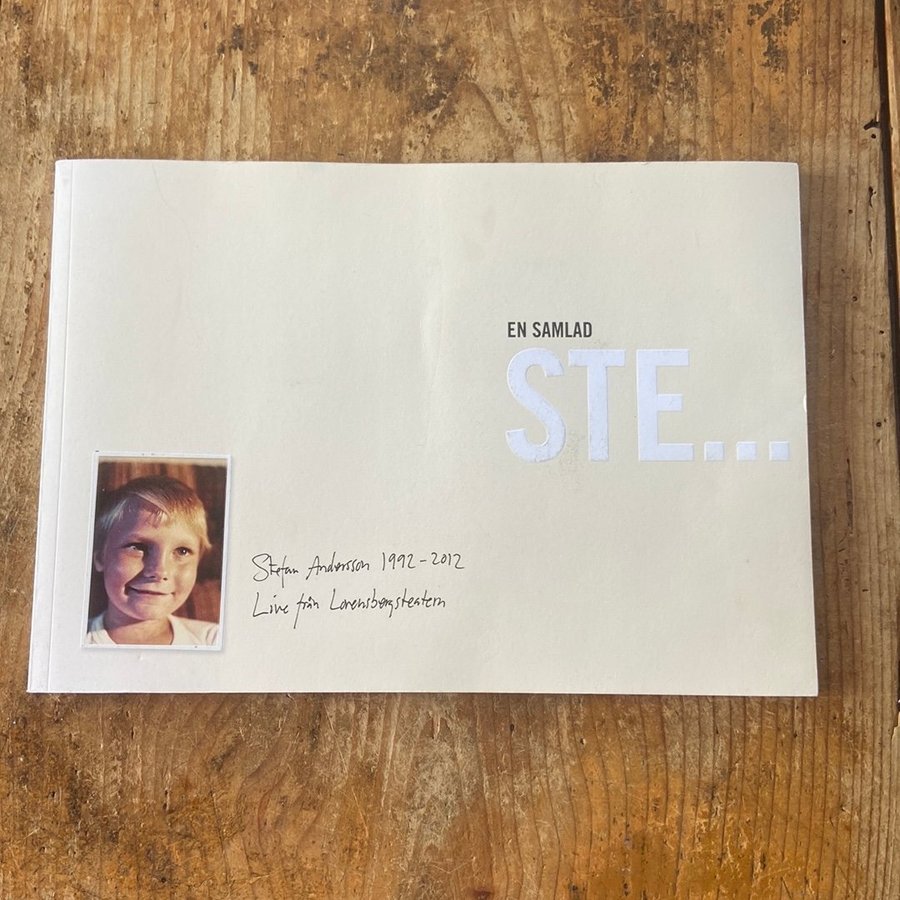 EN SAMLAD
STE...
Stefan Andersson 1992-2012
Live från Lorensbergsteatern